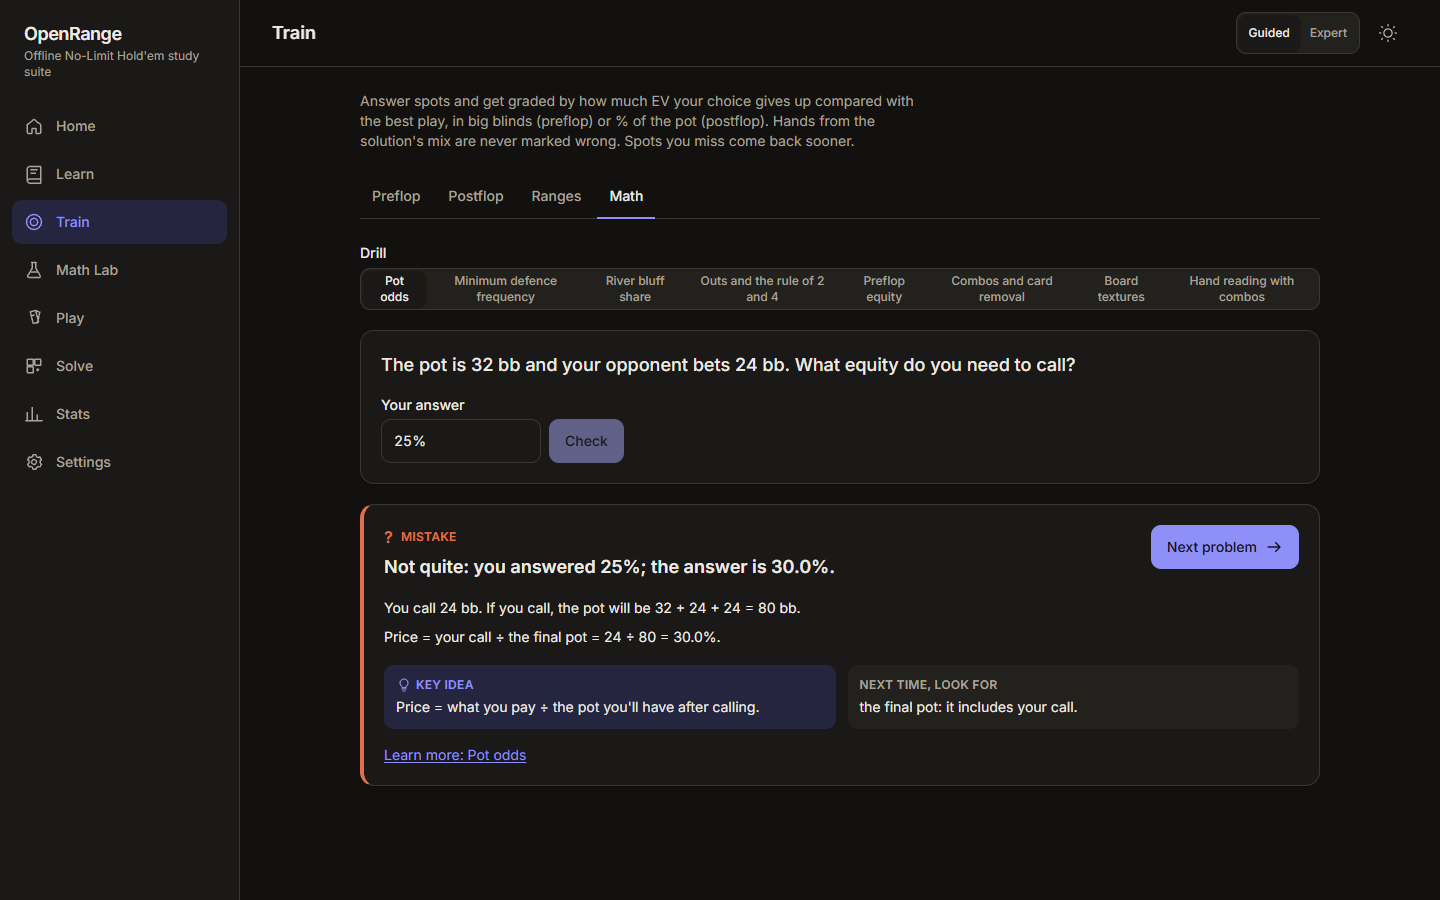 OpenRange
Offline No-Limit Hold'em study
suite
Home
Learn
Train
Math Lab
Play
Solve
Stats
Settings
Train
Guided
Expert
Answer spots and get graded by how much EV your choice gives up compared with
the best play, in big blinds (preflop) or % of the pot (postflop). Hands from the
solution's mix are never marked wrong. Spots you miss come back sooner.
Preflop
Postflop
Ranges
Math
Drill
Pot
odds
Minimum defence
frequency
River bluff
share
Outs and the rule of 2
and 4
Preflop
equity
Combos and card
removal
Board
textures
Hand reading with
combos
The pot is 32 bb and your opponent bets 24 bb. What equity do you need to call?
Your answer
25%
Check
? MISTAKE
Not quite: you answered 25%; the answer is 30.0%.
Next problem →
You call 24 bb. If you call, the pot will be 32 + 24 + 24 = 80 bb.
Price = your call ÷ the final pot = 24 ÷ 80 = 30.0%.
KEY IDEA
Price = what you pay ÷ the pot you'll have after calling.
NEXT TIME, LOOK FOR
the final pot: it includes your call.
Learn more: Pot odds